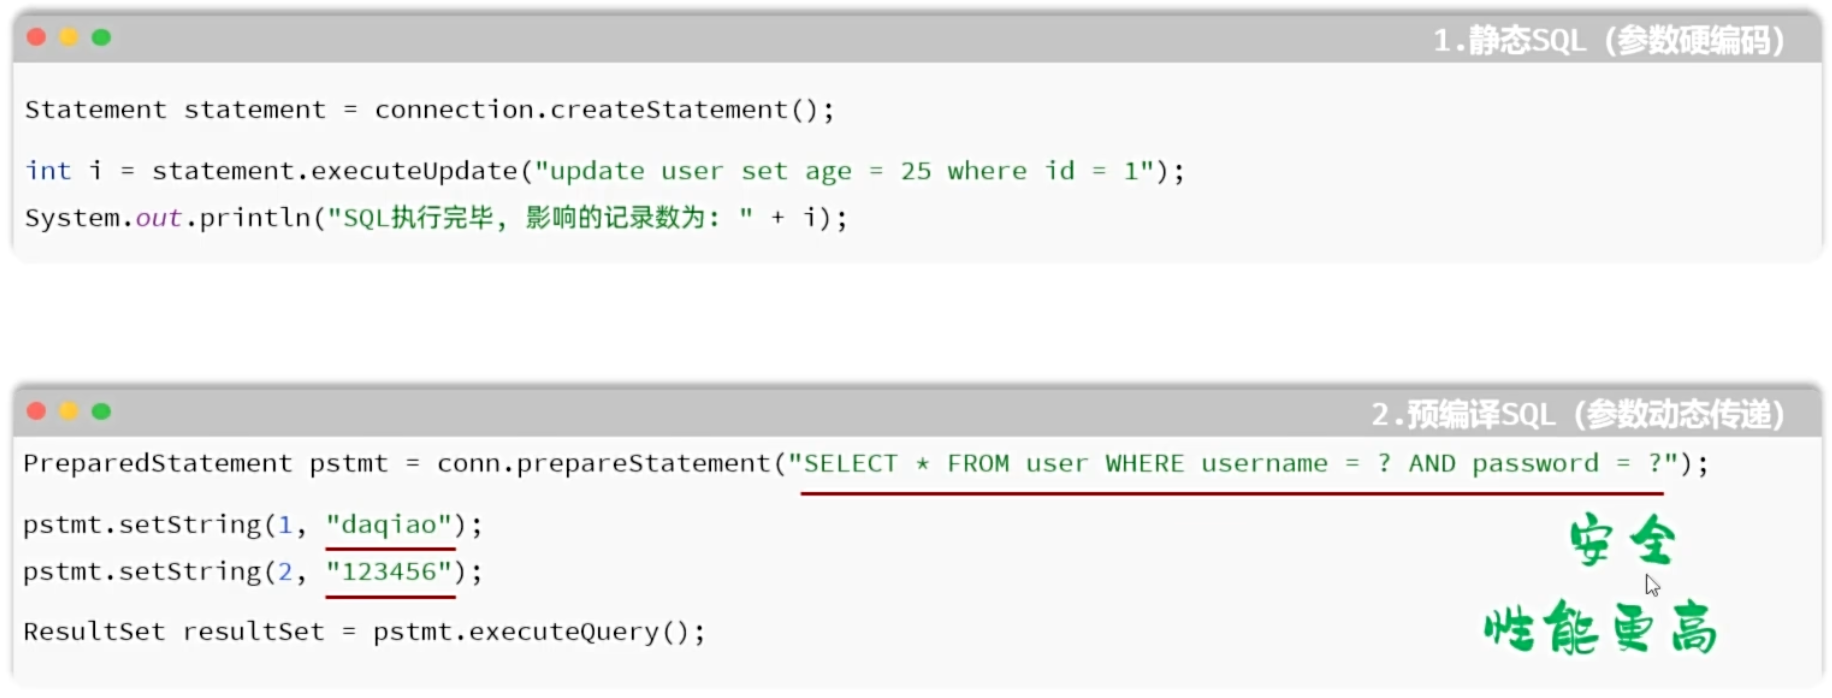 1.静态SQL (参数硬编码)
Statement statement = connection.createStatement();
int i = statement.executeUpdate("update user set age = 25 where id = 1");
System.out.println("SQL执行完毕, 影响的记录数为: " + i);
2.预编译SQL (参数动态传递)
PreparedStatement pstmt = conn.prepareStatement("SELECT * FROM user WHERE username = ? AND password = ?");
pstmt.setString(1, "daqiao");
pstmt.setString(2, "123456");
ResultSet resultSet = pstmt.executeQuery();
安全
性能更高